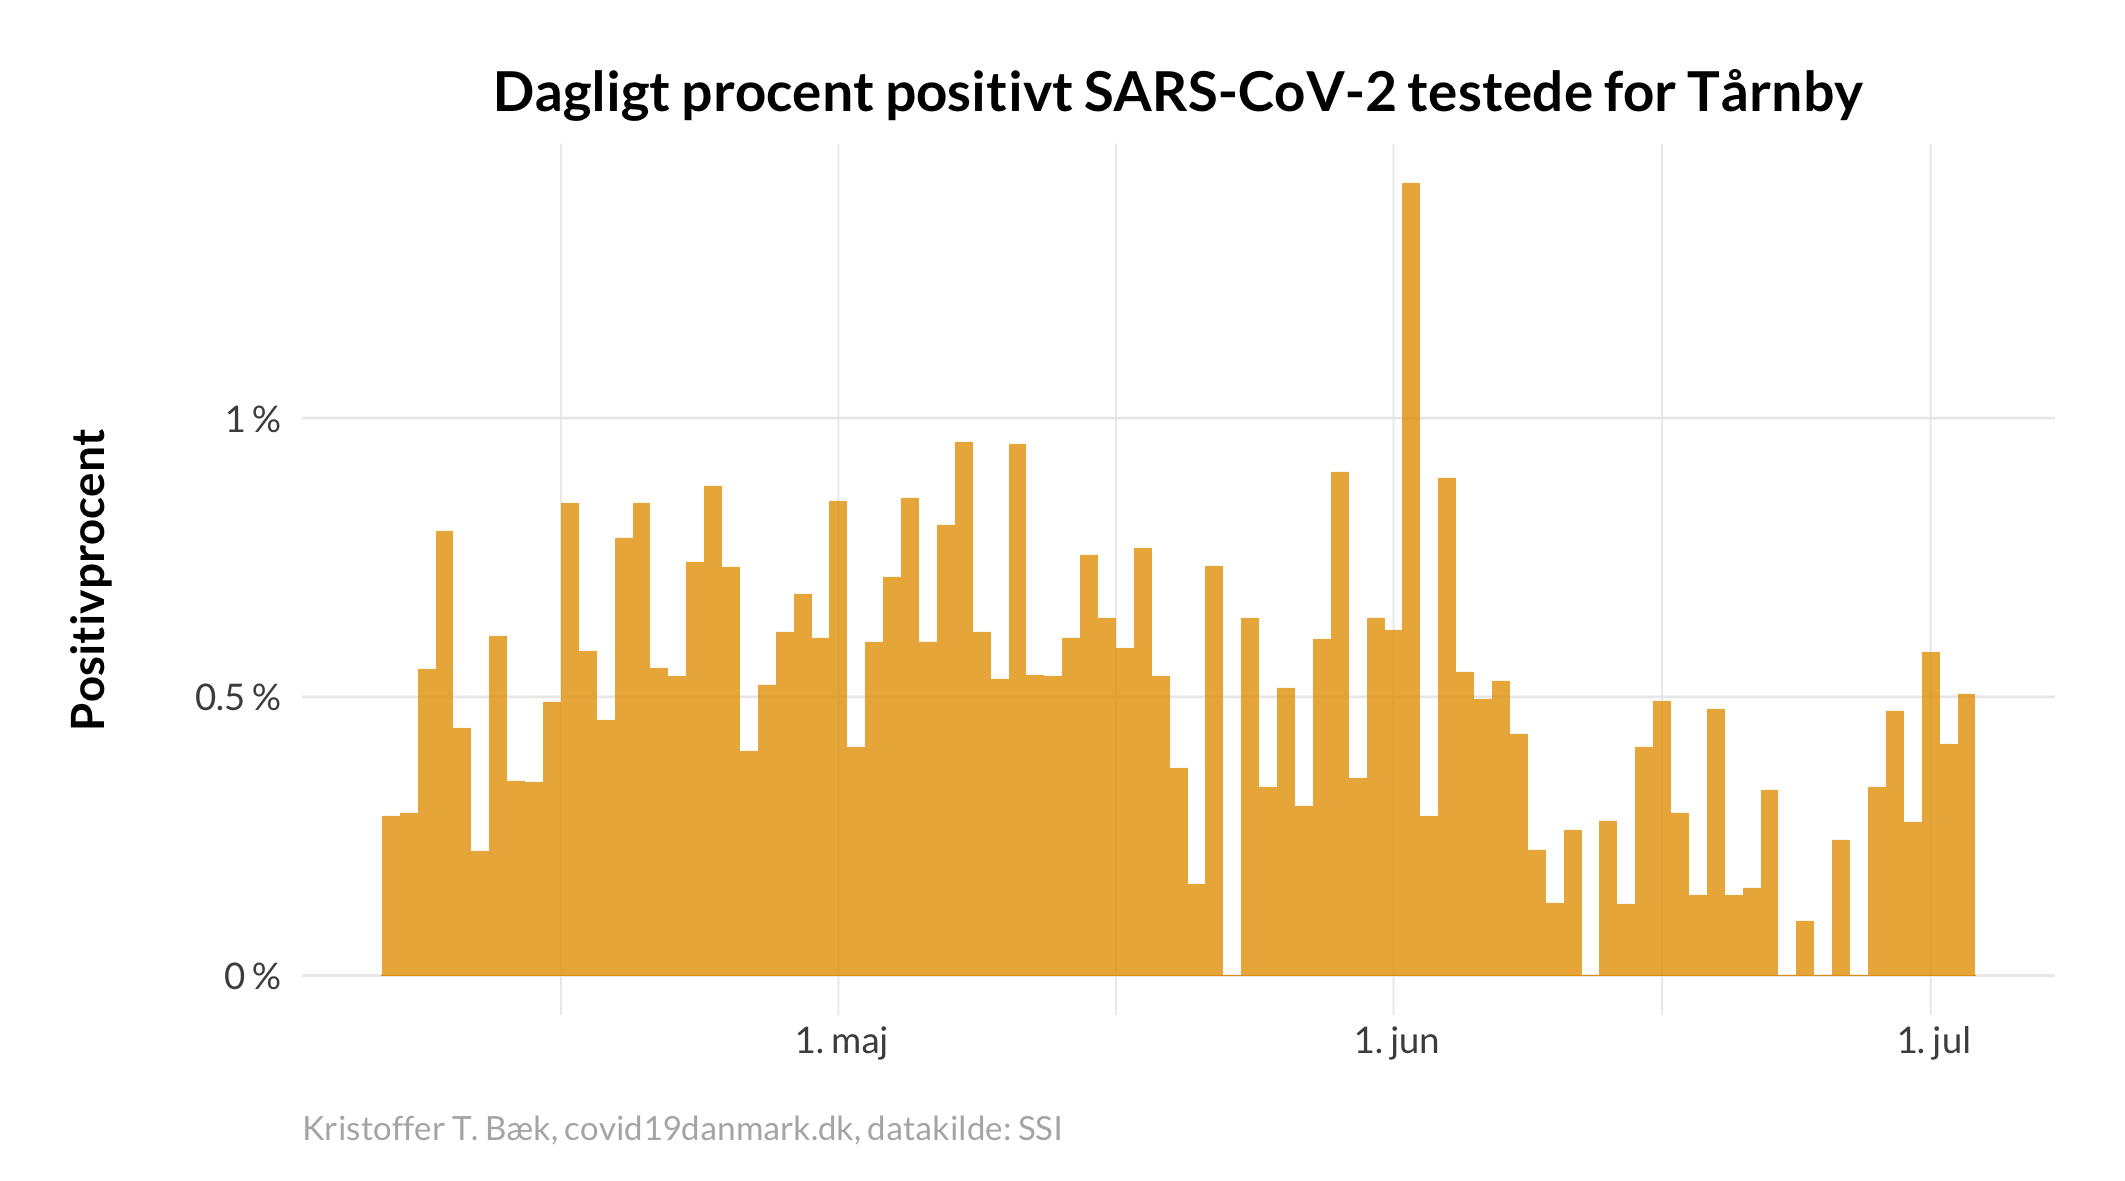 Dagligt procent positivt SARS-CoV-2 testede for Tårnby
Positivprocent
1 %
0.5 %
0 %
1. maj
1. jun
1. jul
Kristoffer T. Bæk, covid19danmark.dk, datakilde: SSI